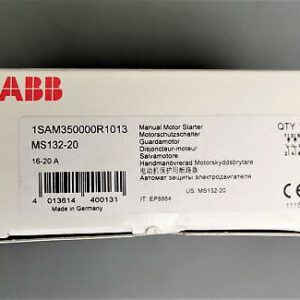 ABB
1SAM350000R1013
MS132-20
16-20 A
4 013614 400131
Made in Germany
Manual Motor Starter
Motorschutzschalter
Guardamotor
Disjoncteur-moteur
Salvamotore
Handmanövrerad Motorskyddsbrytare
电动机保护用断路器
Автомат защиты электродвигателя
US: MS132-20
IT. EP8864
QTY
CE